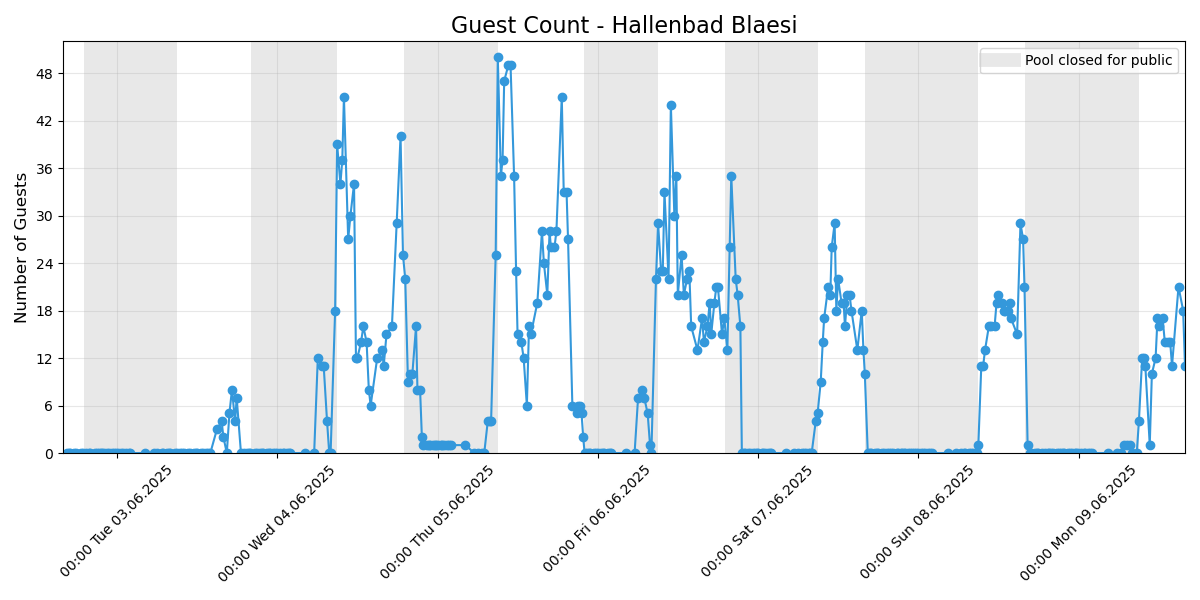 Guest Count - Hallenbad Blaesi
Pool closed for public
Number of Guests
48
42
36
30
24
18
12
6
0
00:00 Tue 03.06.2025
00:00 Wed 04.06.2025
00:00 Thu 05.06.2025
00:00 Fri 06.06.2025
00:00 Sat 07.06.2025
00:00 Sun 08.06.2025
00:00 Mon 09.06.2025